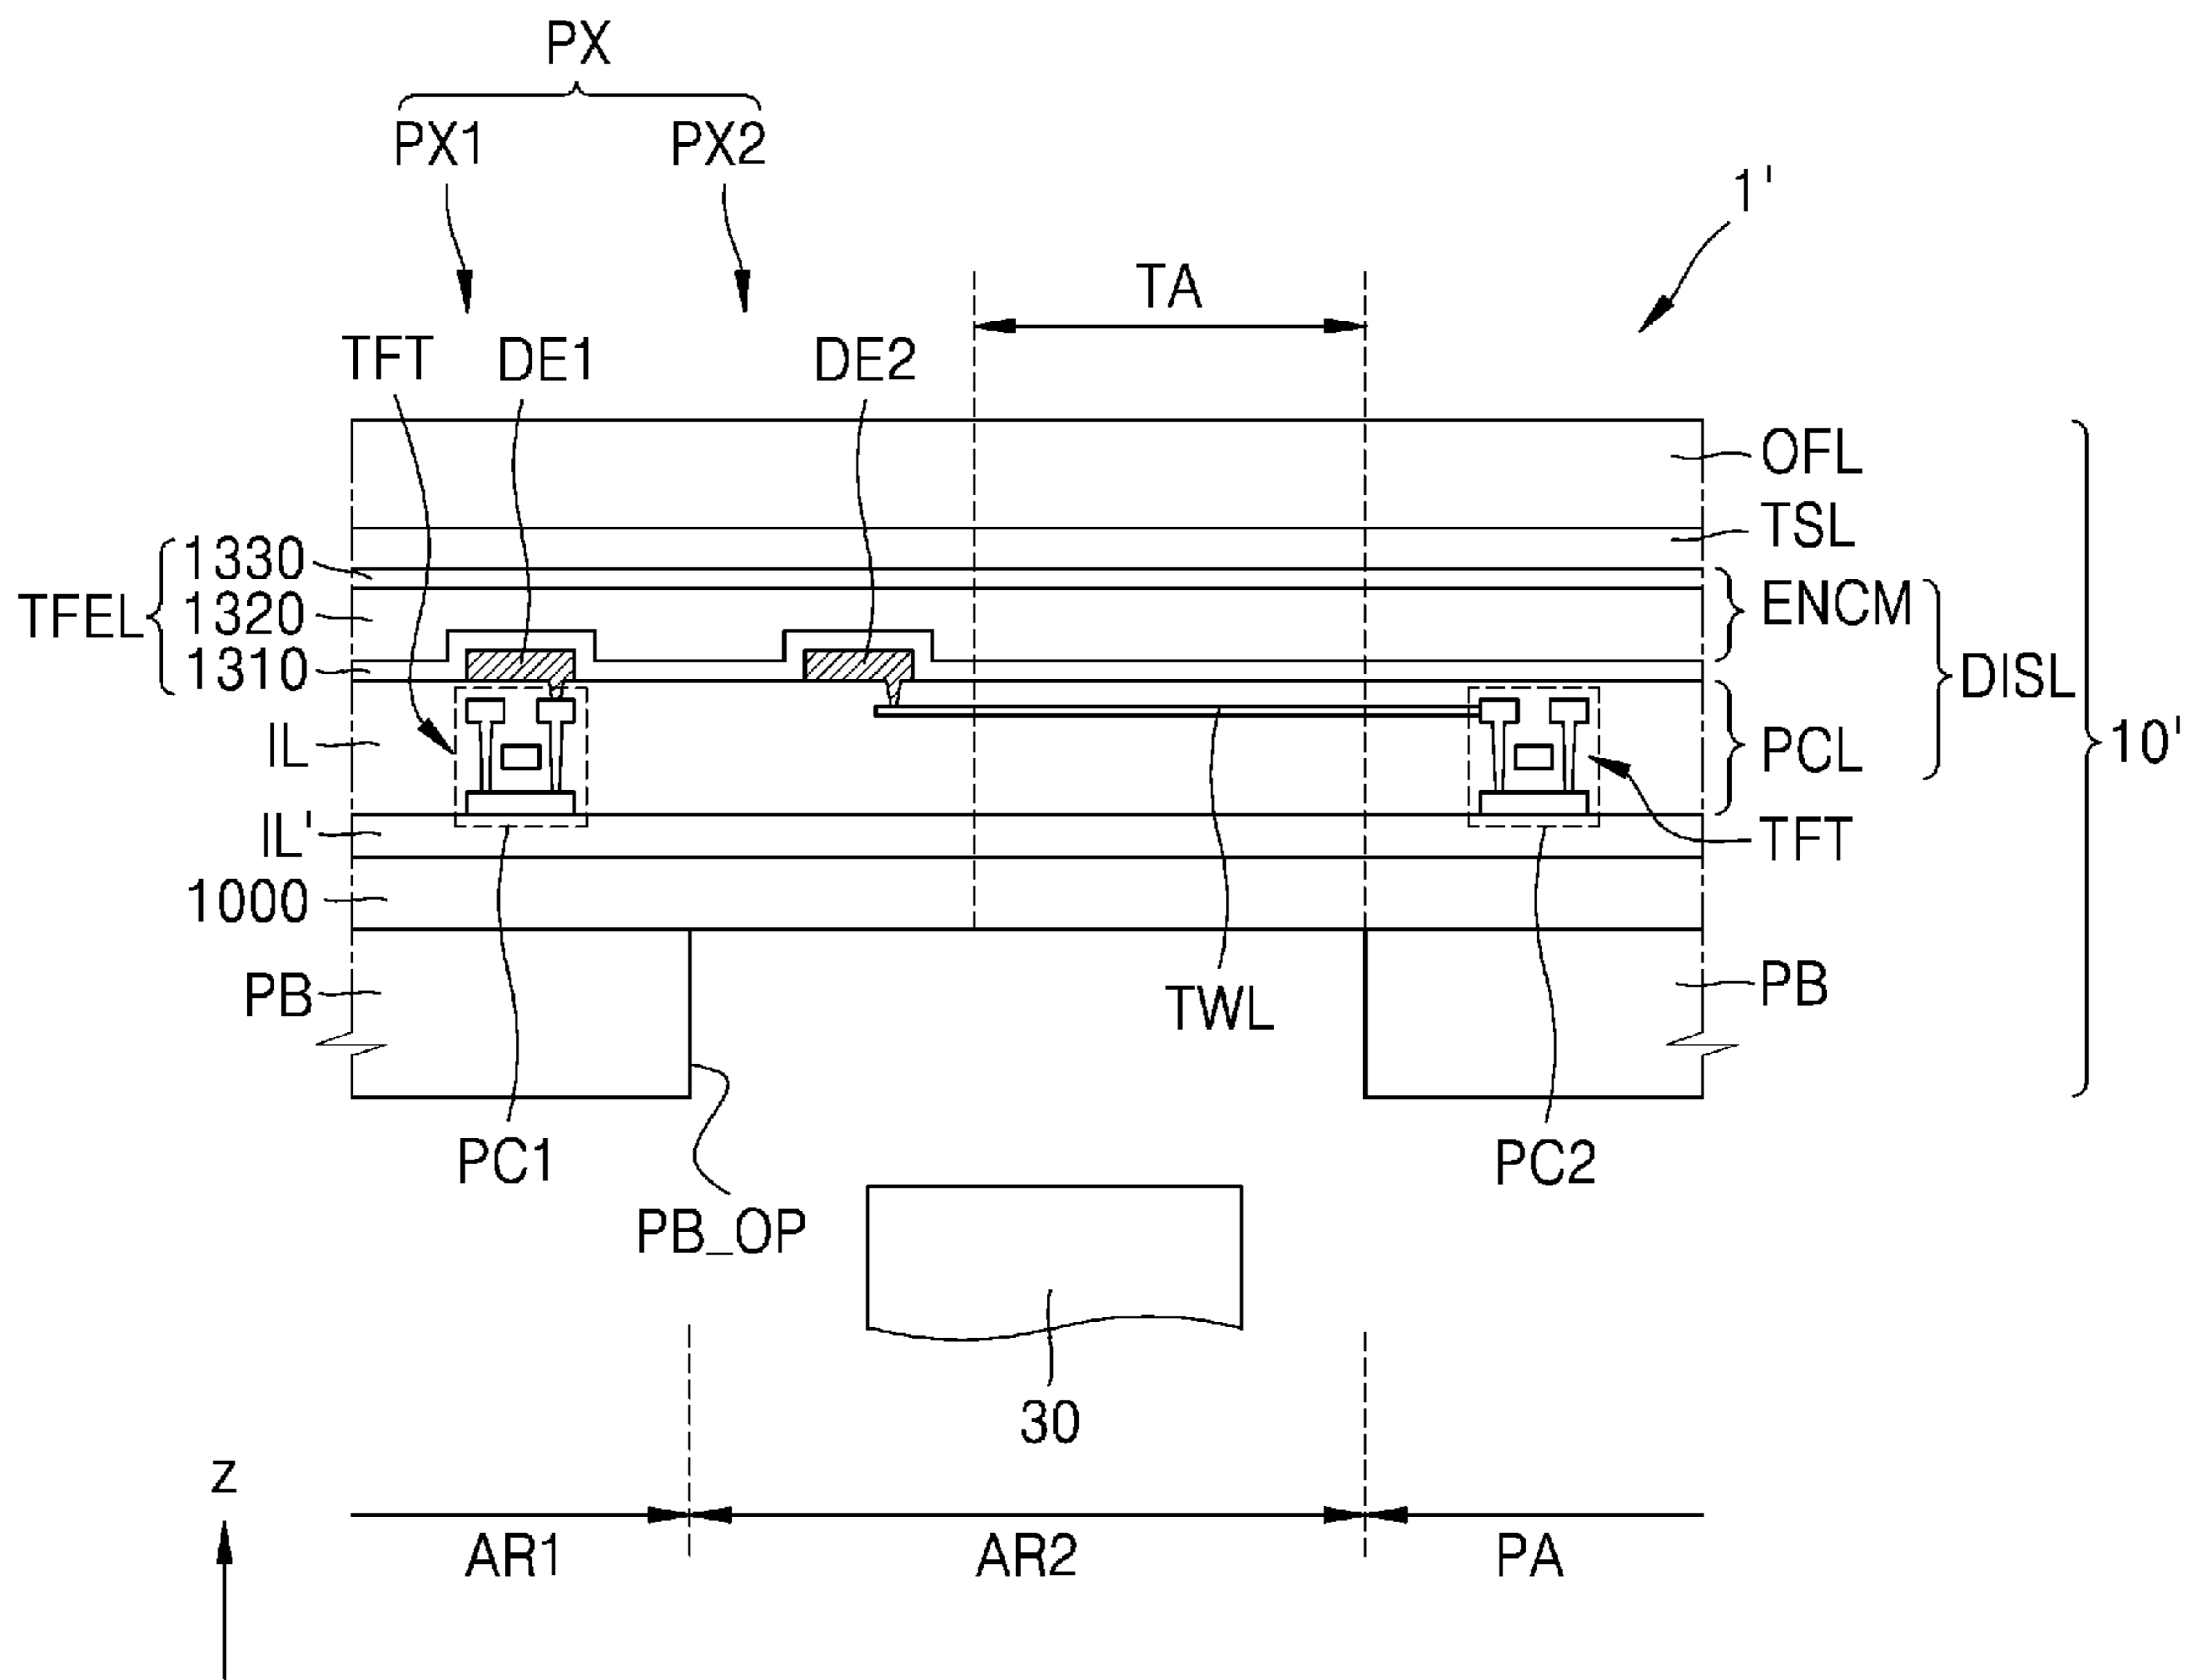 PX
PX1 PX2
1'
TA
TFT DE1 DE2
OFL
TSL
1330
TFEL 1320 ENCM
1310 DISL
IL PCL 10'
IL' TFT
1000
PB TWL PB
PC1 PC2
PB_OP
30
z
AR1 AR2 PA